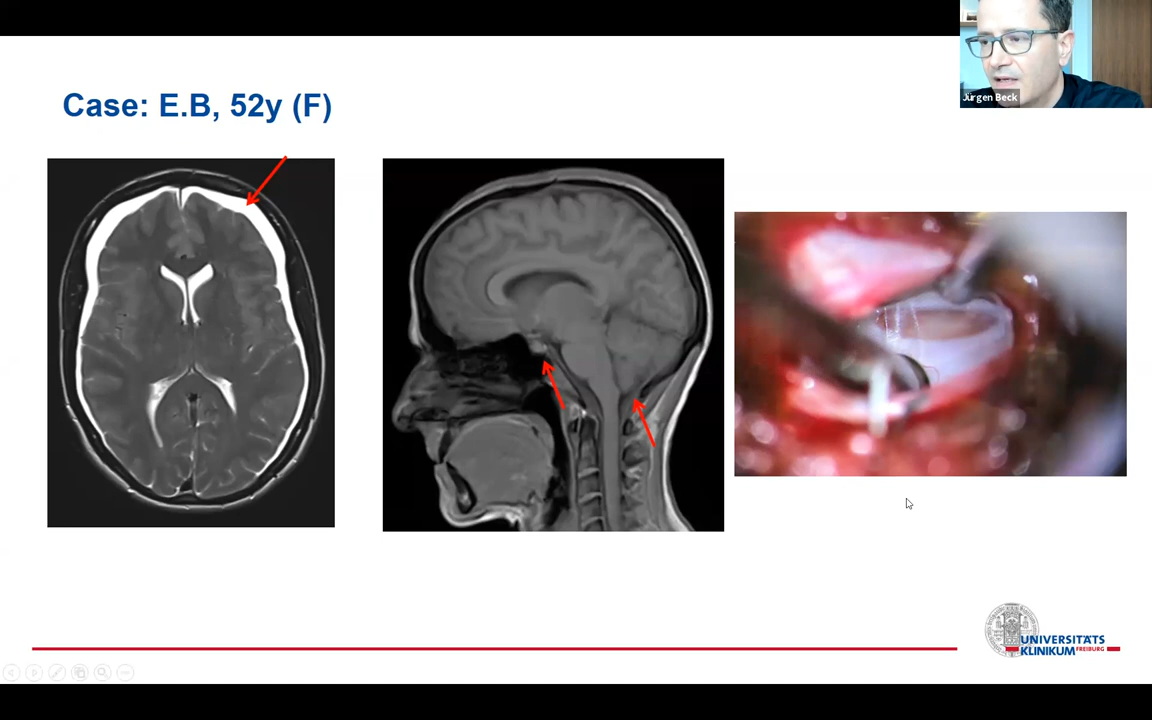 Jürgen Beck
Case: E.B, 52y (F)
UNIVERSITÄTS
KLINIKUM FREIBURG